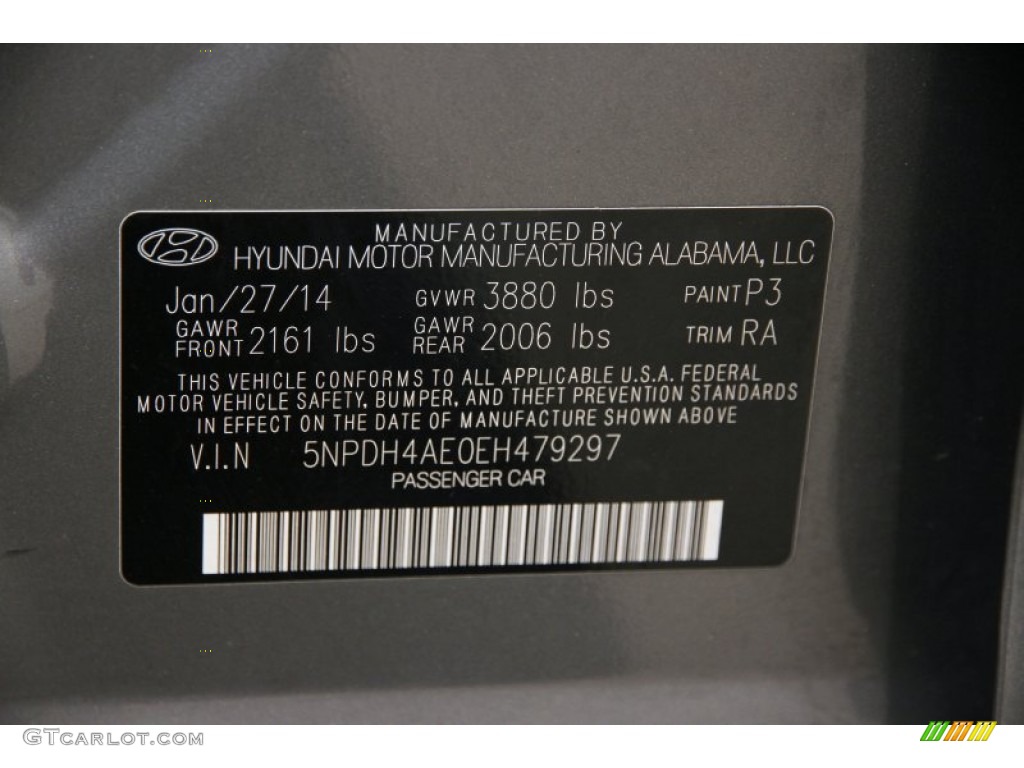 MANUFACTURED BY
HYUNDAI MOTOR MANUFACTURING ALABAMA, LLC
Jan/27/14 GVWR 3880 lbs PAINT P3
GAWR FRONT 2161 lbs GAWR REAR 2006 lbs TRIM RA
THIS VEHICLE CONFORMS TO ALL APPLICABLE U.S.A. FEDERAL
MOTOR VEHICLE SAFETY, BUMPER, AND THEFT PREVENTION STANDARDS
IN EFFECT ON THE DATE OF MANUFACTURE SHOWN ABOVE
V.I.N 5NPDH4AE0EH479297
PASSENGER CAR
GTCARLOT.COM